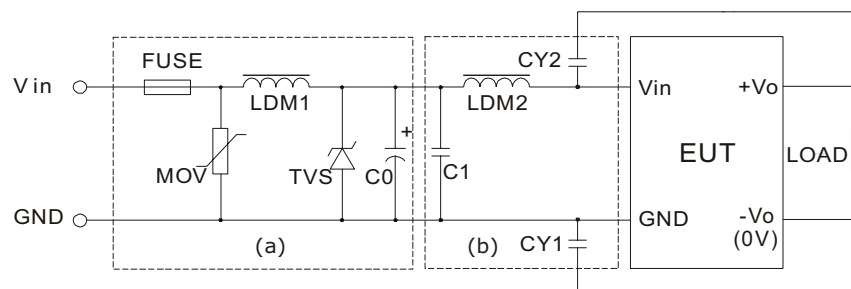 FUSE
CY2
Vin
LDM1
LDM2
Vin
+Vo
+
MOV
TVS
C0
C1
EUT
LOAD
GND
GND
-Vo
(0V)
(a)
(b)
CY1